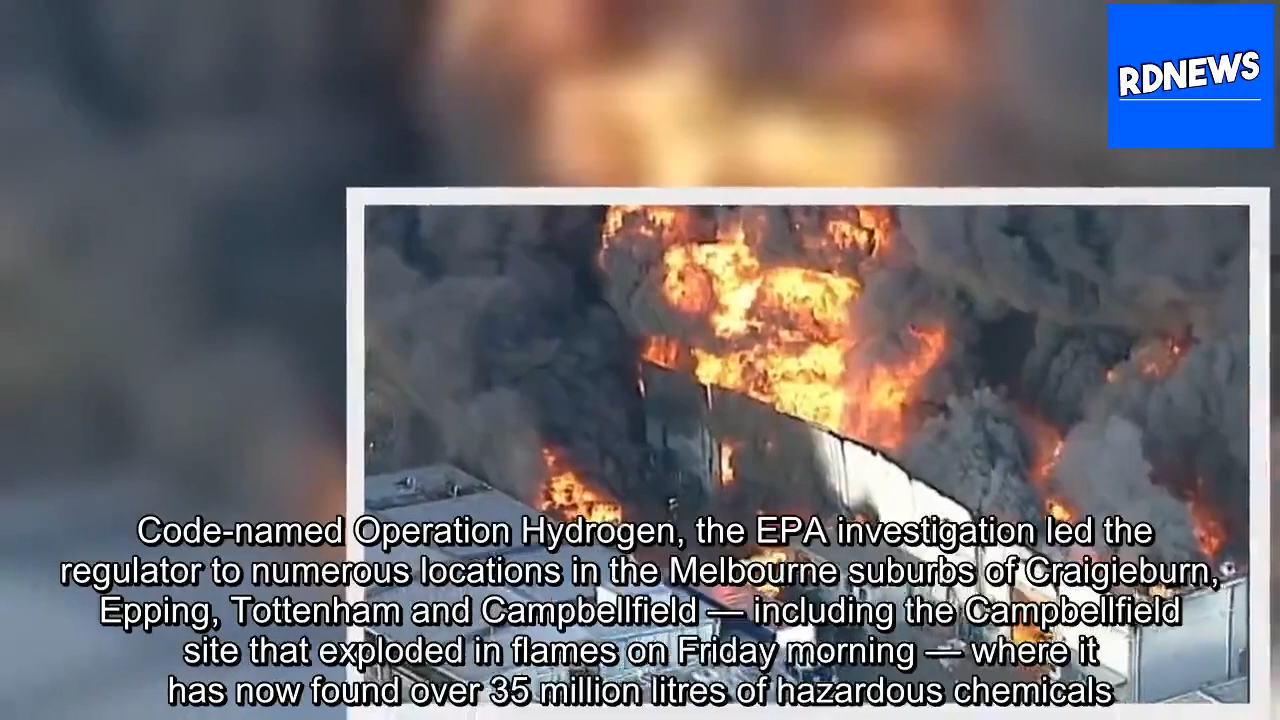 RDNEWS
Code-named Operation Hydrogen, the EPA investigation led the
regulator to numerous locations in the Melbourne suburbs of Craigieburn,
Epping, Tottenham and Campbellfield — including the Campbellfield
site that exploded in flames on Friday morning — where it
has now found over 35 million litres of hazardous chemicals